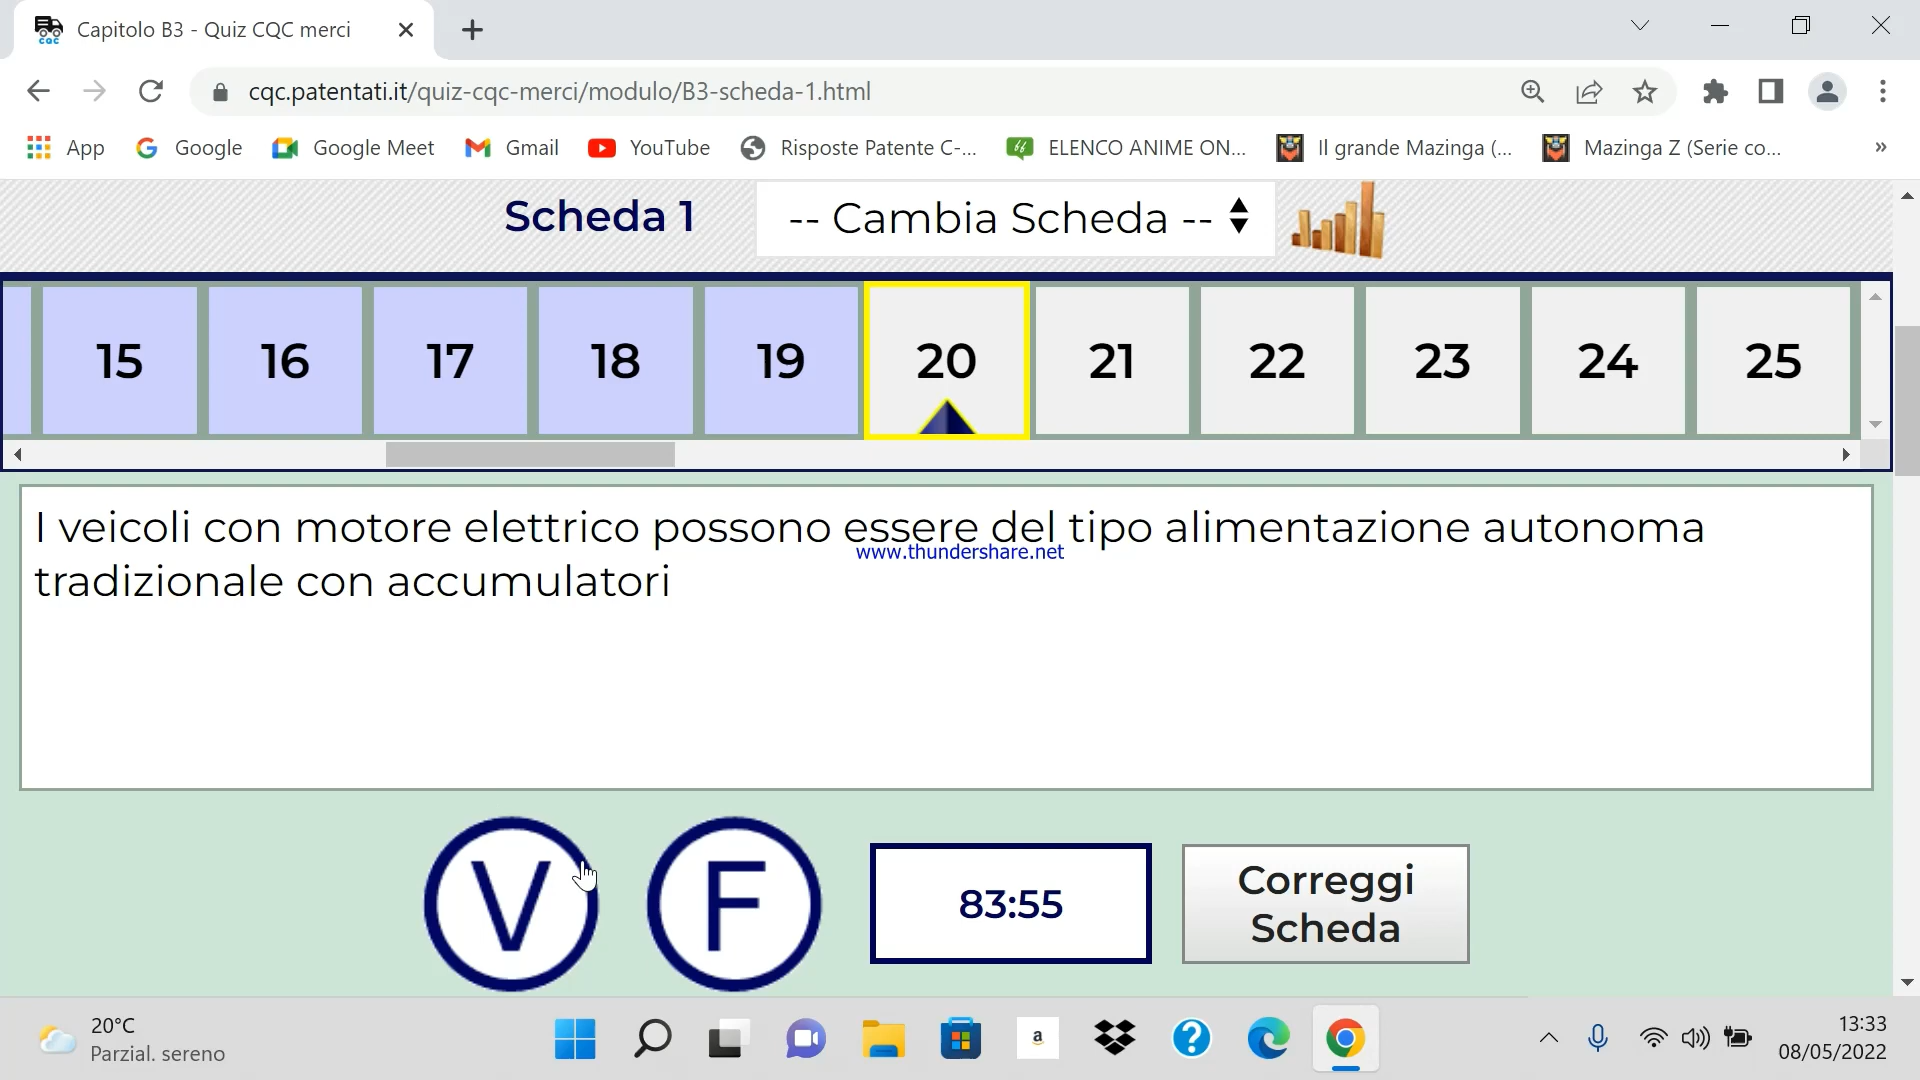 Capitolo B3 - Quiz CQC merci
cqc.patentati.it/quiz-cqc-merci/modulo/B3-scheda-1.html
App Google Google Meet Gmail YouTube Risposte Patente C-... ELENCO ANIME ON... Il grande Mazinga (... Mazinga Z (Serie co... »
Scheda 1 -- Cambia Scheda --
15 16 17 18 19 20 21 22 23 24 25
I veicoli con motore elettrico possono essere del tipo alimentazione autonoma
www.thundershare.net
tradizionale con accumulatori
V F 83:55 Correggi
Scheda
20°C
Parzial. sereno
13:33
08/05/2022